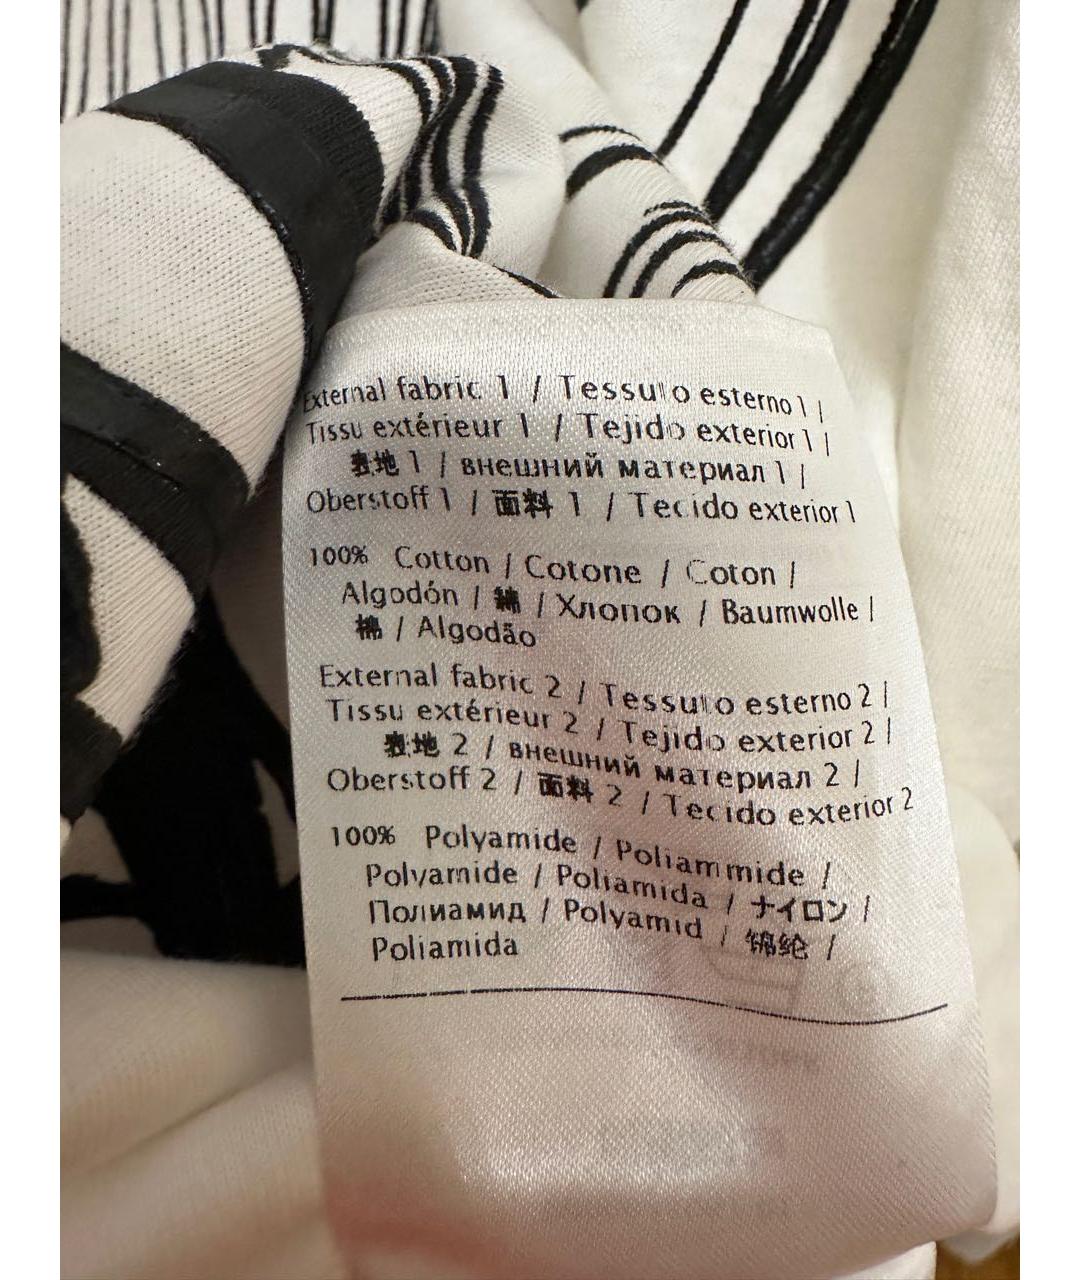 External fabric 1 / Tessuto esterno 1 /
Tissu extérieur 1 / Tejido exterior 1 /
表地 1 / внешний материал 1 /
Oberstoff 1 / 面料 1 / Tecido exterior 1
100% Cotton / Cotone / Coton /
Algodón / 綿 / Хлопок / Baumwolle /
棉 / Algodão
External fabric 2 / Tessuto esterno 2 /
Tissu extérieur 2 / Tejido exterior 2 /
表地 2 / внешний материал 2 /
Oberstoff 2 / 面料 2 / Tecido exterior 2
100% Polyamide / Poliammide /
Polyamide / Poliamida / ナイロン /
Полиамид / Polyamid / 锦纶 /
Poliamida